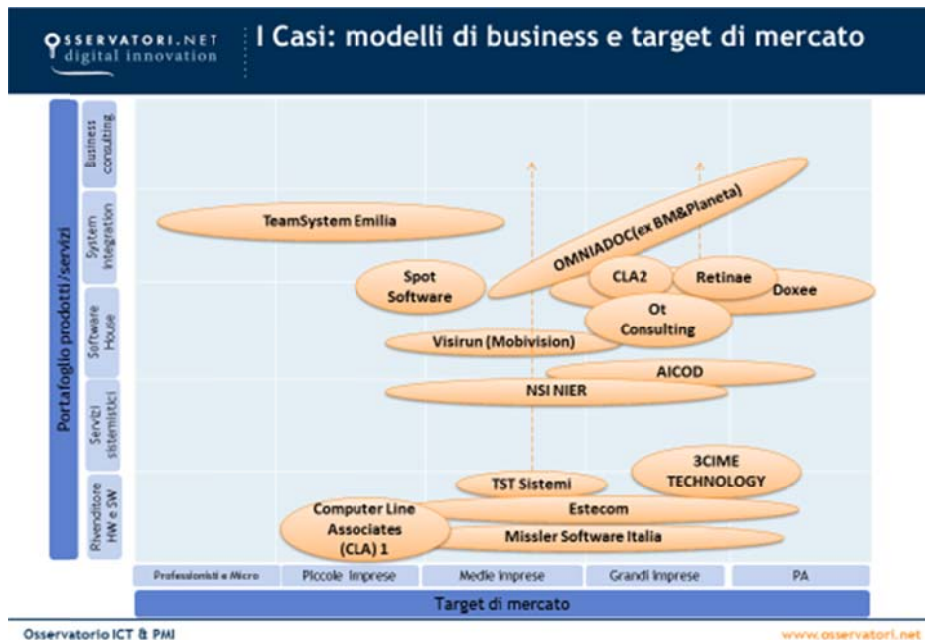 OSSERVATORI.NET
digital innovation
I Casi: modelli di business e target di mercato
Portafoglio prodotti/servizi
Business
consulting
System
Integration
Software
House
Servizi
sistemistici
Rivenditore
HW e SW
TeamSystem Emilia
OMNIADOC(ex BM&Planeta)
Spot
Software
CLA2
Retinae
Doxee
Ot
Consulting
Visirun (Mobivision)
AICOD
NSI NIER
3CIME
TECHNOLOGY
TST Sistemi
Computer Line
Associates
(CLA) 1
Estecom
Missler Software Italia
Professionisti e Micro
Piccole Imprese
Medie Imprese
Grandi Imprese
PA
Target di mercato
Osservatorio ICT & PMI
www.osservatori.net